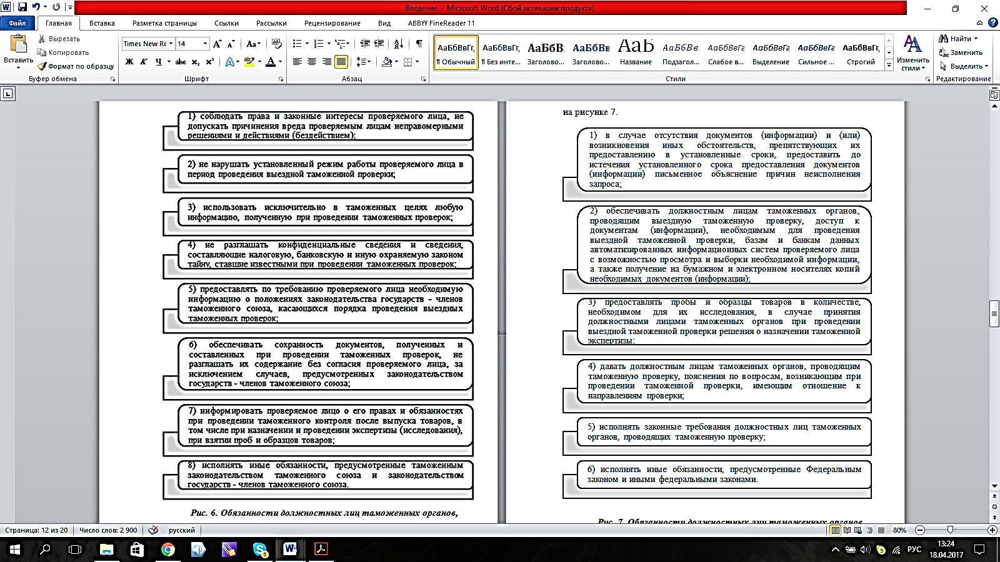 Введение - Microsoft Word (Сбой активации продукта)
Файл Главная Вставка Разметка страницы Ссылки Рассылки Рецензирование Вид ABBYY FineReader 11
Вставить
Вырезать
Копировать
Формат по образцу
Буфер обмена
Times New Rc 14
Шрифт
Абзац
АаБбВвГг, АаБбВвГг, АаБбВ: АаБбВв АаБ АаБбВв. АаБбВвГг АаБбВвГг АаБбВвГг АаБбВвГг,
¶ Обычный ¶ Без инте... Заголово... Заголово... Название Подзагол... Слабое в... Выделение Сильное ... Строгий
Стили
Изменить стили
Найти
Заменить
Выделить
Редактирование
1) соблюдать права и законные интересы проверяемого лица, не
допускать причинения вреда проверяемым лицам неправомерными
решениями и действиями (бездействием);
2) не нарушать установленный режим работы проверяемого лица в
период проведения выездной таможенной проверки;
3) использовать исключительно в таможенных целях любую
информацию, полученную при проведении таможенных проверок;
4) не разглашать конфиденциальные сведения и сведения,
составляющие налоговую, банковскую и иную охраняемую законом
тайну, ставшие известными при проведении таможенных проверок;
5) предоставлять по требованию проверяемого лица необходимую
информацию о положениях законодательства государств - членов
таможенного союза, касающихся порядка проведения выездных
таможенных проверок;
6) обеспечивать сохранность документов, полученных и
составленных при проведении таможенных проверок, не
разглашать их содержание без согласия проверяемого лица, за
исключением случаев, предусмотренных законодательством
государств - членов таможенного союза;
7) информировать проверяемое лицо о его правах и обязанностях
при проведении таможенного контроля после выпуска товаров, в
том числе при назначении и проведении экспертизы (исследования),
при взятии проб и образцов товаров;
8) исполнять иные обязанности, предусмотренные таможенным
законодательством таможенного союза и законодательством
государств - членов таможенного союза.
Рис. 6. Обязанности должностных лиц таможенных органов,
на рисунке 7.
1) в случае отсутствия документов (информации) и (или)
возникновения иных обстоятельств, препятствующих их
предоставлению в установленные сроки, предоставить до
истечения установленного срока предоставления документов
(информации) письменное объяснение причин неисполнения
запроса;
2) обеспечивать должностным лицам таможенных органов,
проводящим выездную таможенную проверку, доступ к
документам (информации), необходимым для проведения
выездной таможенной проверки, базам и банкам данных
автоматизированных информационных систем проверяемого лица
с возможностью просмотра и выборки необходимой информации,
а также получение на бумажном и электронном носителях копий
необходимых документов (информации);
3) предоставлять пробы и образцы товаров в количестве,
необходимом для их исследования, в случае принятия
должностными лицами таможенных органов при проведении
выездной таможенной проверки решения о назначении таможенной
экспертизы;
4) давать должностным лицам таможенных органов, проводящим
таможенную проверку, пояснения по вопросам, возникающим при
проведении таможенной проверки, имеющим отношение к
направлениям проверки;
5) исполнять законные требования должностных лиц таможенных
органов, проводящих таможенную проверку;
6) исполнять иные обязанности, предусмотренные Федеральным
законом и иными федеральными законами.
Рис. 7. Обязанности должностных лиц таможенных органов
Страница: 12 из 20 Число слов: 2 900 русский 80%
РУС 13:24
18.04.2017